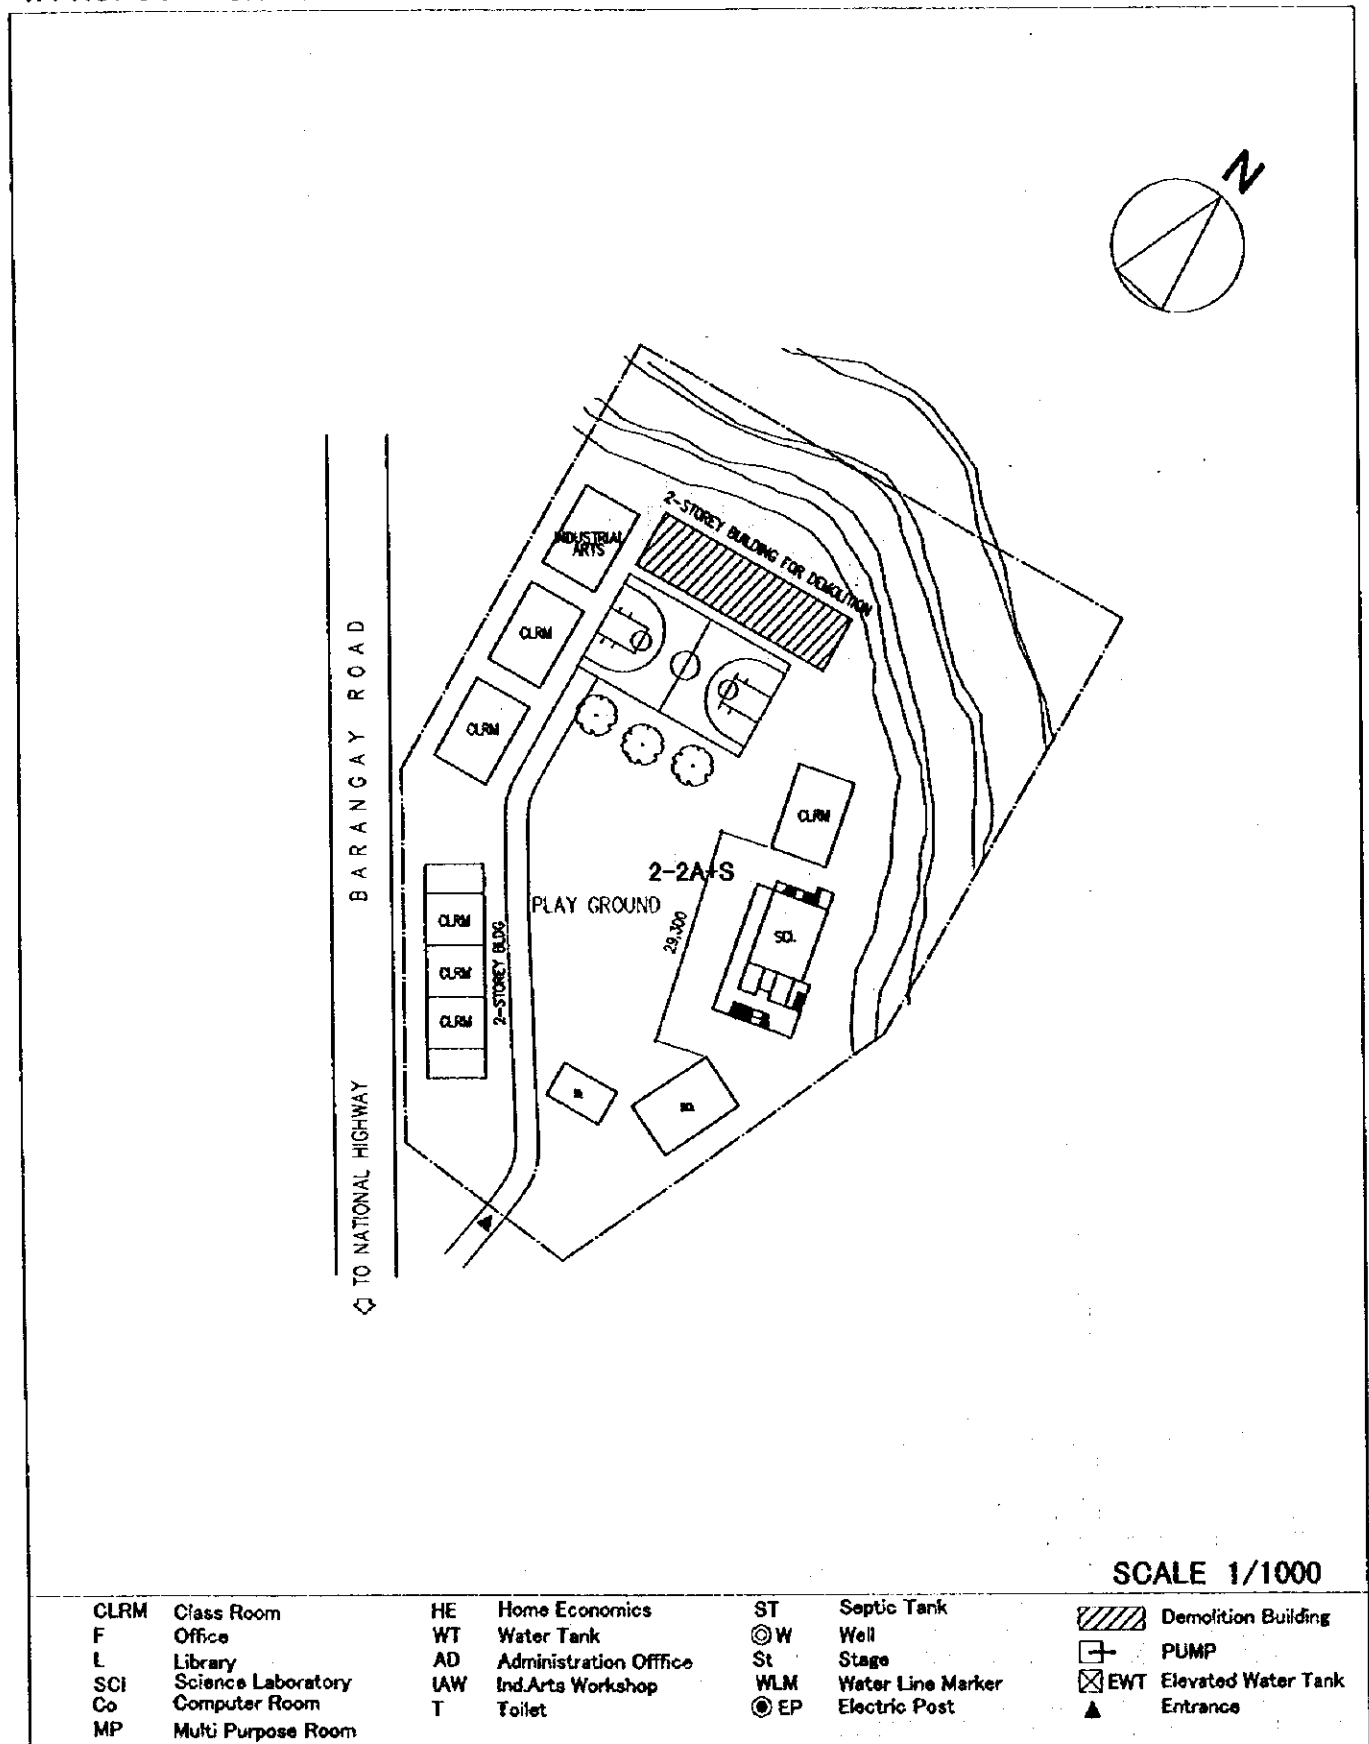 N
2-STOREY BUILDING FOR DEMOLITION
INDUSTRIAL
ARTS
CLRM
CLRM
BARANGAY ROAD
CLRM
2-2A+S
PLAY GROUND
29,300
CLRM
CLRM
CLRM
2-STOREY BLDG
TO NATIONAL HIGHWAY
SCALE 1/1000
CLRM Class Room
F Office
L Library
SCI Science Laboratory
Co Computer Room
MP Multi Purpose Room
HE Home Economics
WT Water Tank
AD Administration Offfice
IAW Ind.Arts Workshop
T Toilet
ST Septic Tank
W Well
St Stage
WLM Water Line Marker
EP Electric Post
Demolition Building
PUMP
EWT Elevated Water Tank
Entrance